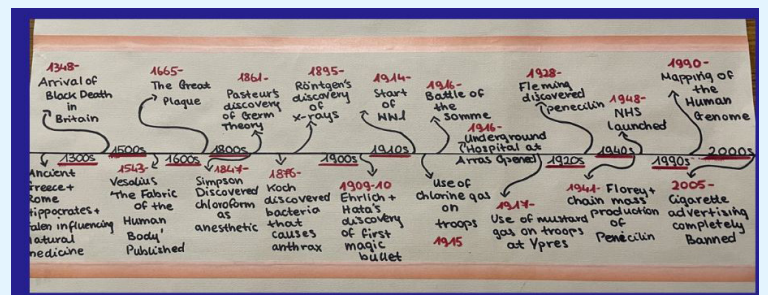 1348-
Arrival of
Black Death
in
Britain
1665-
The Great
Plague
1861-
Pasteur's
discovery
of Germ
Theory
1895-
Röntgen's
discovery
of
x-rays
1914-
Start
of
WW1
1916-
Battle of
the
Somme
1916-
Underground
Hospital at
Arras Opened
1928-
Fleming
discovered
penecilin
1948-
NHS
launched
1990-
Mapping of
the
Human
Genome
1300s
1500s
1600s
1800s
1900s
1910s
1920s
1940s
1990s
2000s
Ancient
Greece+
Rome
Hippocrates+
Galen influencing
natural
medicine
1543-
Vesalius
'The Fabric
of the
Human
Body'
Published
1847-
Simpson
Discovered
chloroform
as
anesthetic
1876-
Koch
discovered
bacteria
that
causes
anthrax
1909-10
Ehrlich +
Hata's
discovery
of first
magic
bullet
use of
chlorine gas
on
troops
1915
1917-
Use of mustard
gas on troops
at Ypres
1941- Florey+
chain mass
production
of
Penicilin
2005-
Cigarette
advertising
completely
Banned